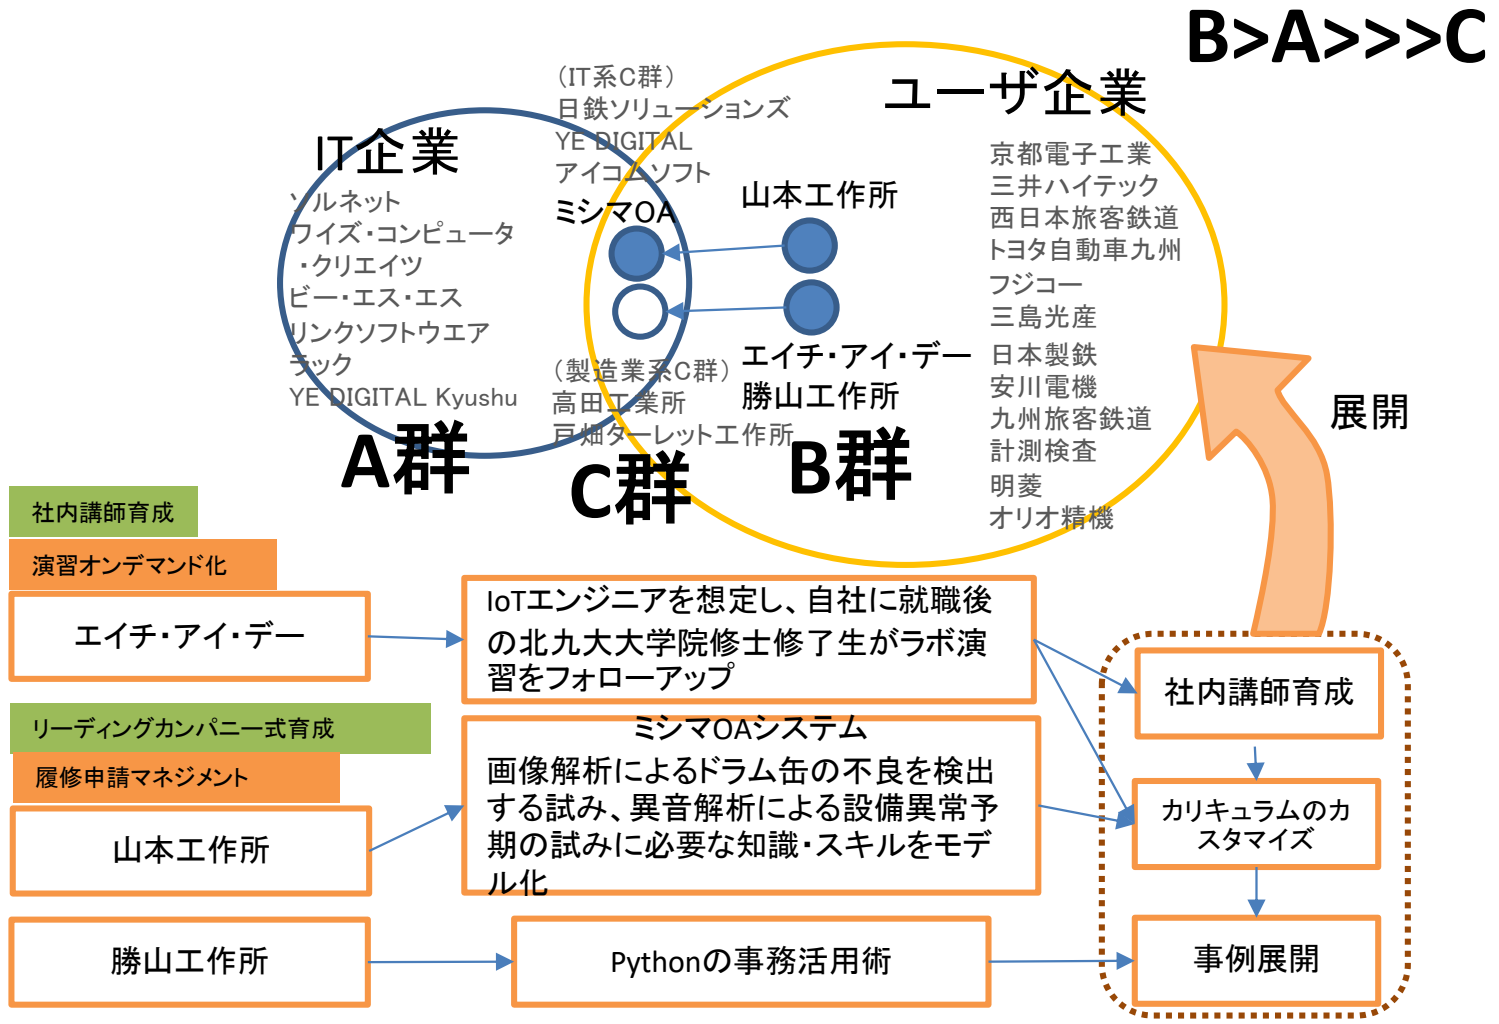 B>A>>>C
（IT系C群）
日鉄ソリューションズ
YE DIGITAL
アイコムソフト
ミシマOA
ユーザ企業
IT企業
ソルネット
ワイズ・コンピュータ
・クリエイツ
ビー・エス・エス
リンクソフトウエア
ラック
YE DIGITAL Kyushu
山本工作所
エイチ・アイ・デー
勝山工作所
（製造業系C群）
高田工業所
戸畑ターレット工作所
京都電子工業
三井ハイテック
西日本旅客鉄道
トヨタ自動車九州
フジコー
三島光産
日本製鉄
安川電機
九州旅客鉄道
計測検査
明菱
オリオ精機
展開
A群
C群
B群
社内講師育成
演習オンデマンド化
エイチ・アイ・デー
IoTエンジニアを想定し、自社に就職後
の北九大大学院修士修了生がラボ演
習をフォローアップ
社内講師育成
リーディングカンパニー式育成
履修申請マネジメント
山本工作所
ミシマOAシステム
画像解析によるドラム缶の不良を検出
する試み、異音解析による設備異常予
期の試みに必要な知識・スキルをモデ
ル化
カリキュラムのカ
スタマイズ
勝山工作所
Pythonの事務活用術
事例展開